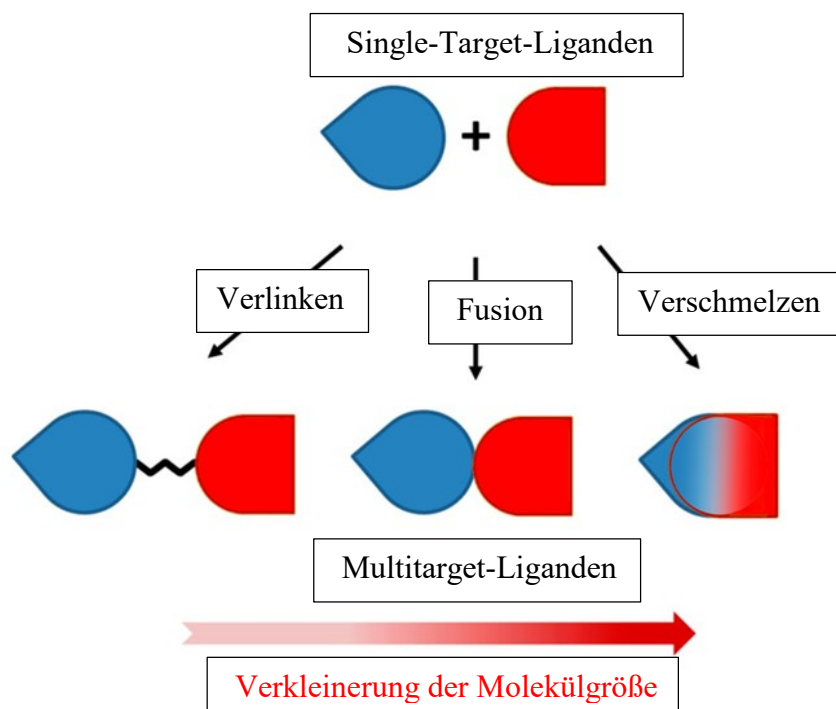 Single-Target-Liganden
+
Verlinken
Fusion
Verschmelzen
Multitarget-Liganden
Verkleinerung der Molekülgröße